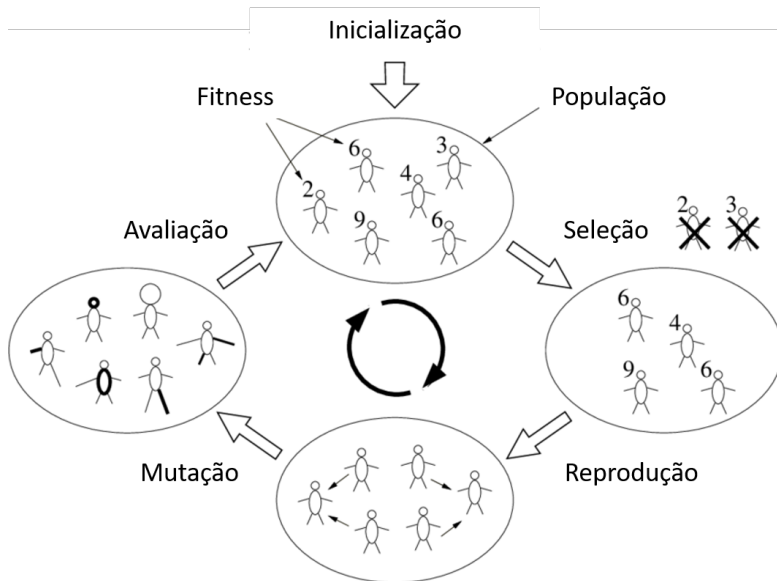 Inicialização
Fitness
População
6
3
4
2
9
6
Avaliação
Seleção
2
3
6
4
9
6
Mutação
Reprodução